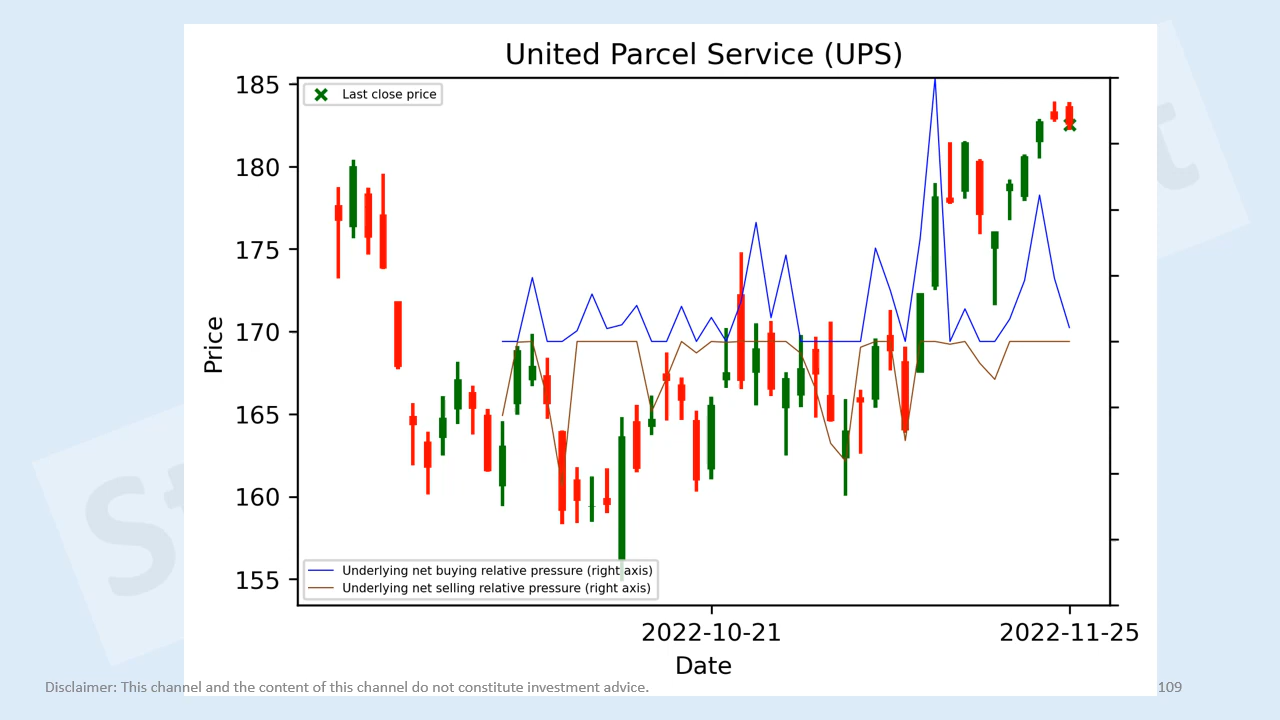 United Parcel Service (UPS)
Last close price
185
180
175
170
165
160
155
Price
Underlying net buying relative pressure (right axis)
Underlying net selling relative pressure (right axis)
2022-10-21
2022-11-25
Date
Disclaimer: This channel and the content of this channel do not constitute investment advice.
109